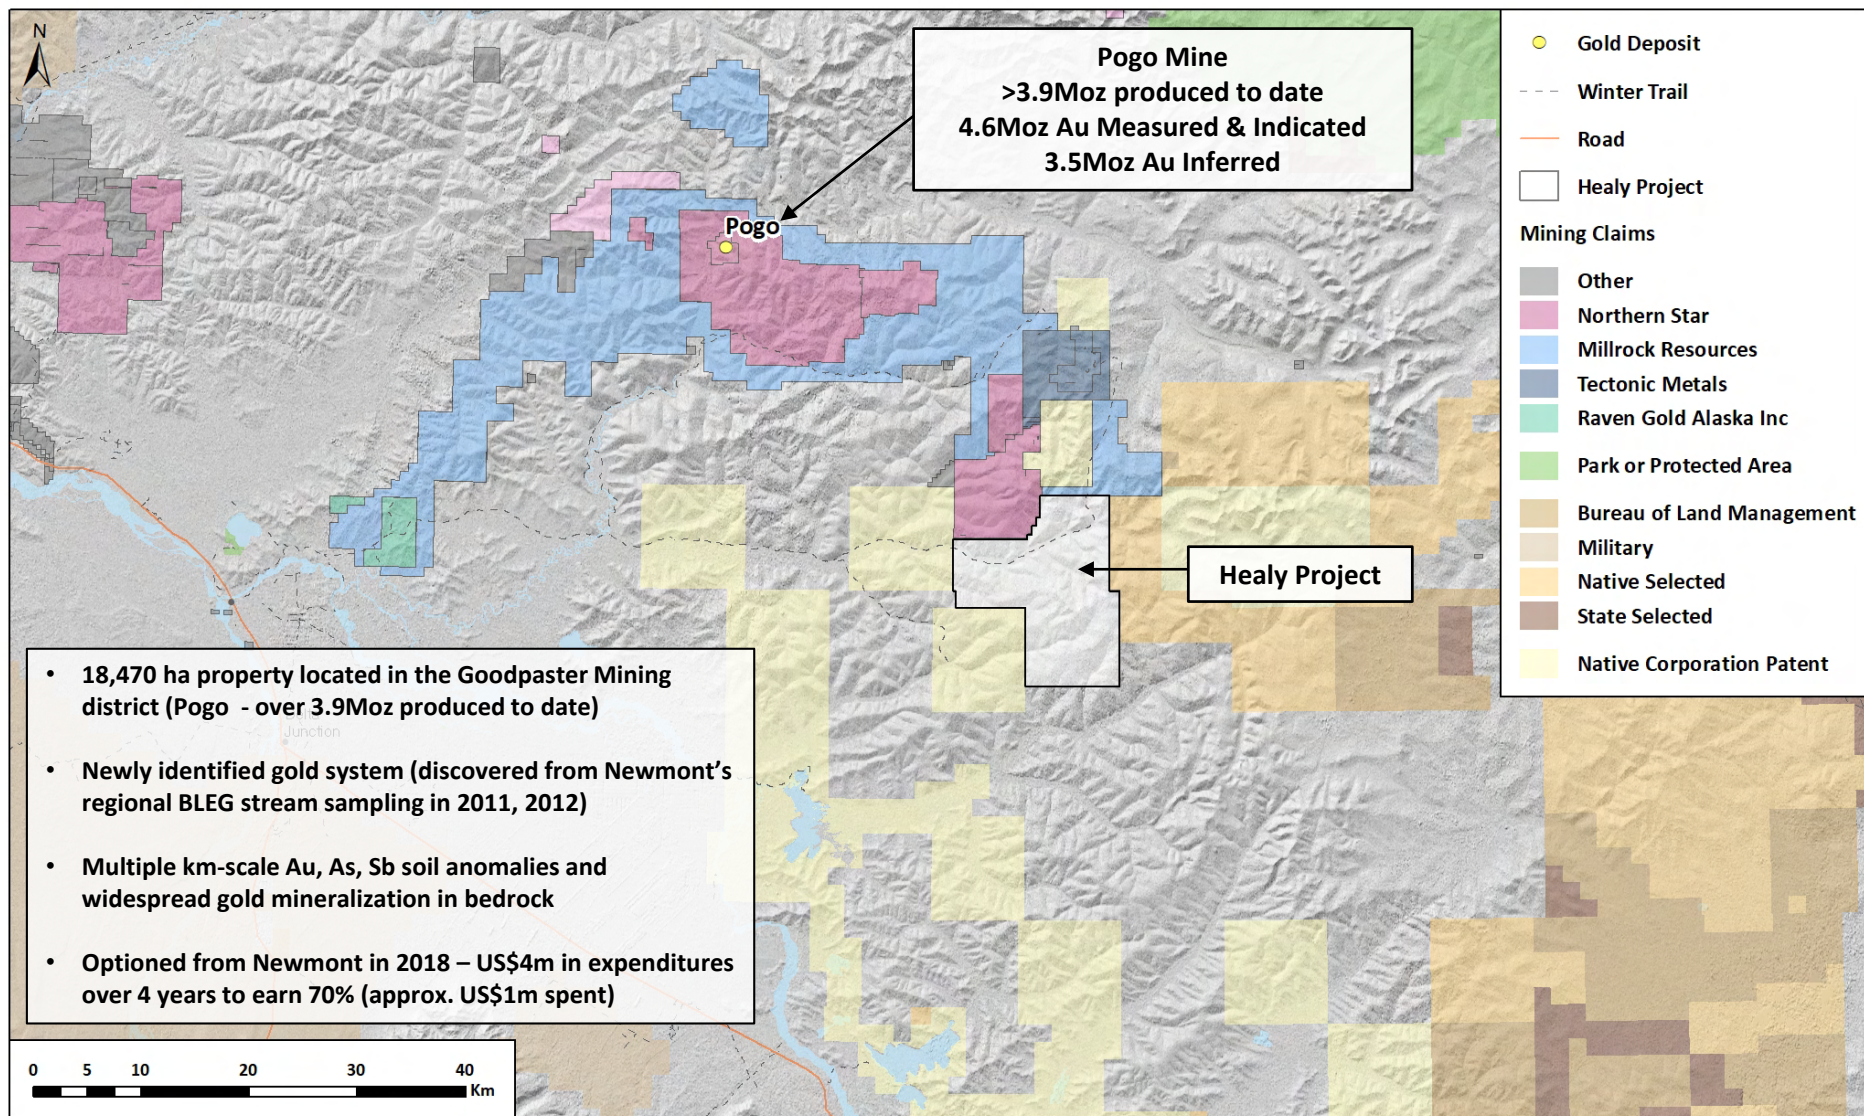 N
Pogo Mine
>3.9Moz produced to date
4.6Moz Au Measured & Indicated
3.5Moz Au Inferred
Pogo
Healy Project
• 18,470 ha property located in the Goodpaster Mining
district (Pogo - over 3.9Moz produced to date)
Junction
• Newly identified gold system (discovered from Newmont's
regional BLEG stream sampling in 2011, 2012)
• Multiple km-scale Au, As, Sb soil anomalies and
widespread gold mineralization in bedrock
• Optioned from Newmont in 2018 – US$4m in expenditures
over 4 years to earn 70% (approx. US$1m spent)
0 5 10 20 30 40
Km
Gold Deposit
Winter Trail
Road
Healy Project
Mining Claims
Other
Northern Star
Millrock Resources
Tectonic Metals
Raven Gold Alaska Inc
Park or Protected Area
Bureau of Land Management
Military
Native Selected
State Selected
Native Corporation Patent